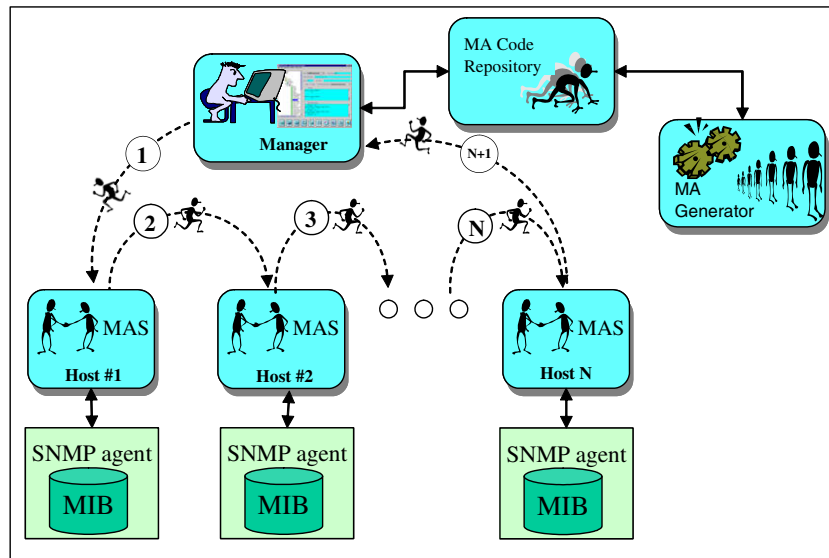 MA Code
Repository
Manager
MA
Generator
1
N+1
2
3
N
MAS
Host #1
MAS
Host #2
MAS
Host N
SNMP agent
MIB
SNMP agent
MIB
SNMP agent
MIB